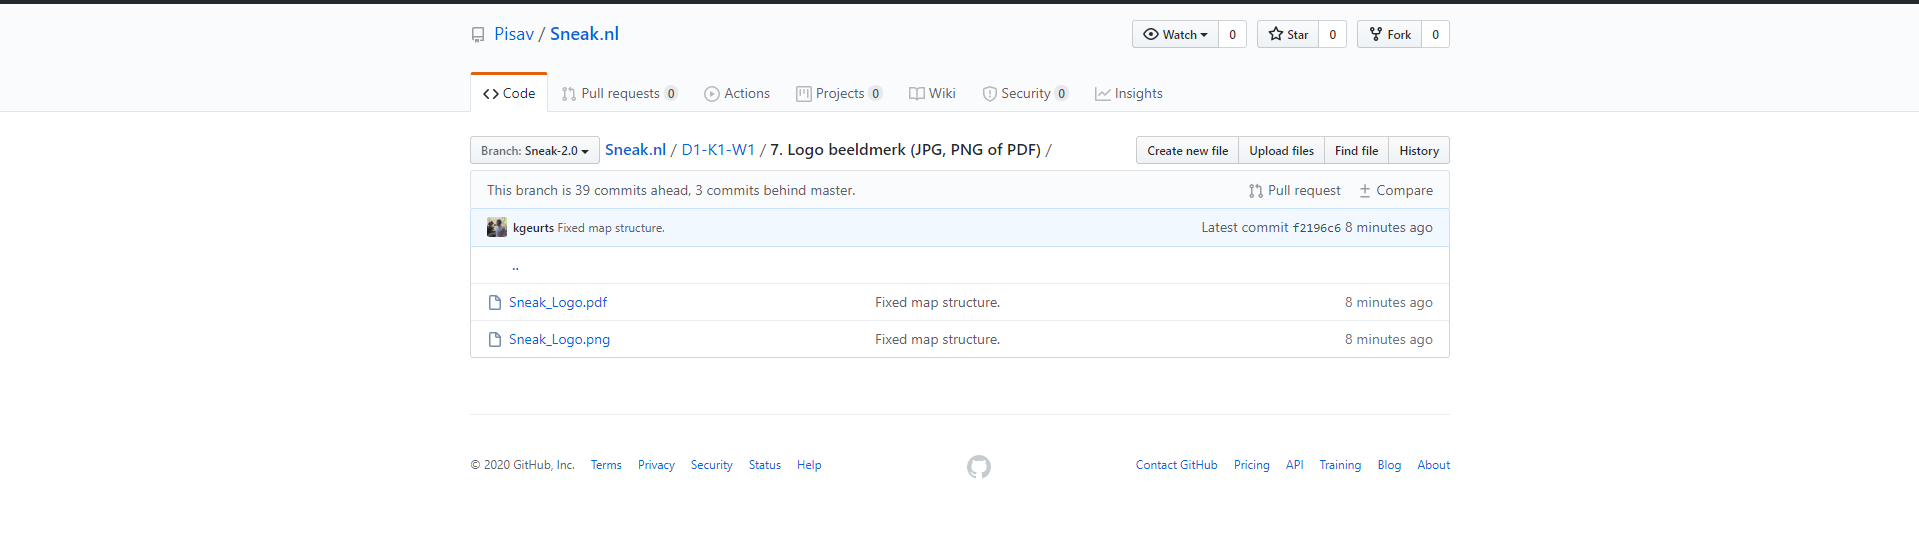 Pisav / Sneak.nl Watch 0 Star 0 Fork 0
Code Pull requests 0 Actions Projects 0 Wiki Security 0 Insights
Branch: Sneak-2.0 Sneak.nl / D1-K1-W1 / 7. Logo beeldmerk (JPG, PNG of PDF) / Create new file Upload files Find file History
This branch is 39 commits ahead, 3 commits behind master. Pull request Compare
kgeurts Fixed map structure. Latest commit f2196c6 8 minutes ago
..
Sneak_Logo.pdf Fixed map structure. 8 minutes ago
Sneak_Logo.png Fixed map structure. 8 minutes ago
© 2020 GitHub, Inc. Terms Privacy Security Status Help Contact GitHub Pricing API Training Blog About